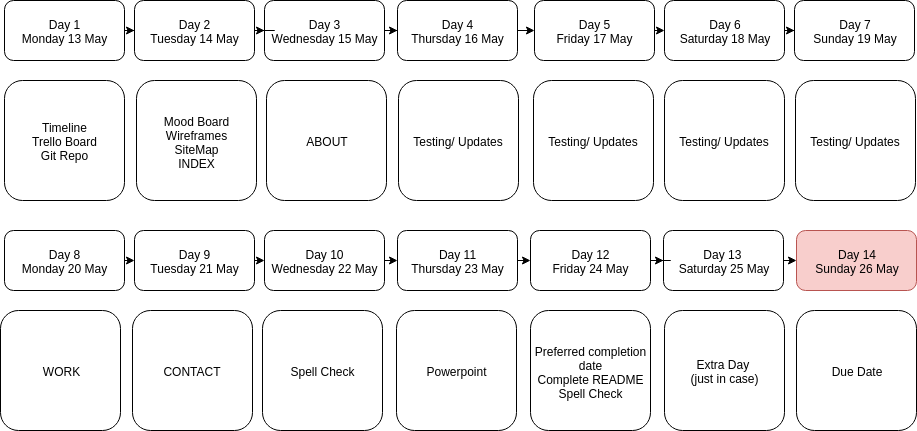 Day 1
Monday 13 May
Day 2
Tuesday 14 May
Day 3
Wednesday 15 May
Day 4
Thursday 16 May
Day 5
Friday 17 May
Day 6
Saturday 18 May
Day 7
Sunday 19 May
Timeline
Trello Board
Git Repo
Mood Board
Wireframes
SiteMap
INDEX
ABOUT
Testing/ Updates
Testing/ Updates
Testing/ Updates
Testing/ Updates
Day 8
Monday 20 May
Day 9
Tuesday 21 May
Day 10
Wednesday 22 May
Day 11
Thursday 23 May
Day 12
Friday 24 May
Day 13
Saturday 25 May
Day 14
Sunday 26 May
WORK
CONTACT
Spell Check
Powerpoint
Preferred completion
date
Complete README
Spell Check
Extra Day
(just in case)
Due Date